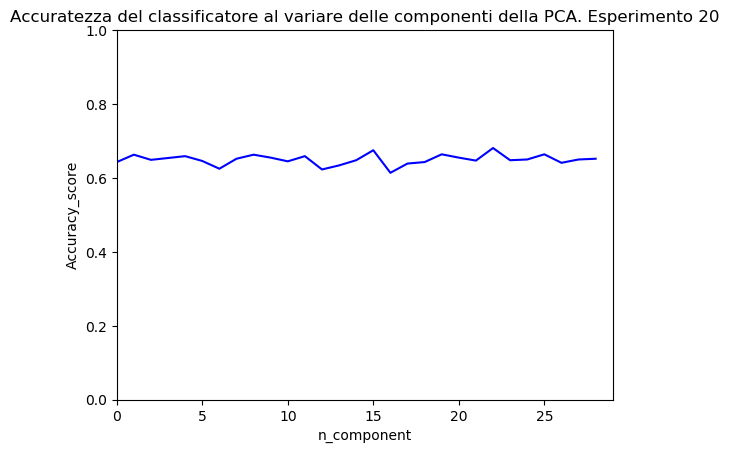 Accuratezza del classificatore al variare delle componenti della PCA. Esperimento 20
1.0
0.8
0.6
0.4
0.2
0.0
Accuracy_score
0 5 10 15 20 25
n_component